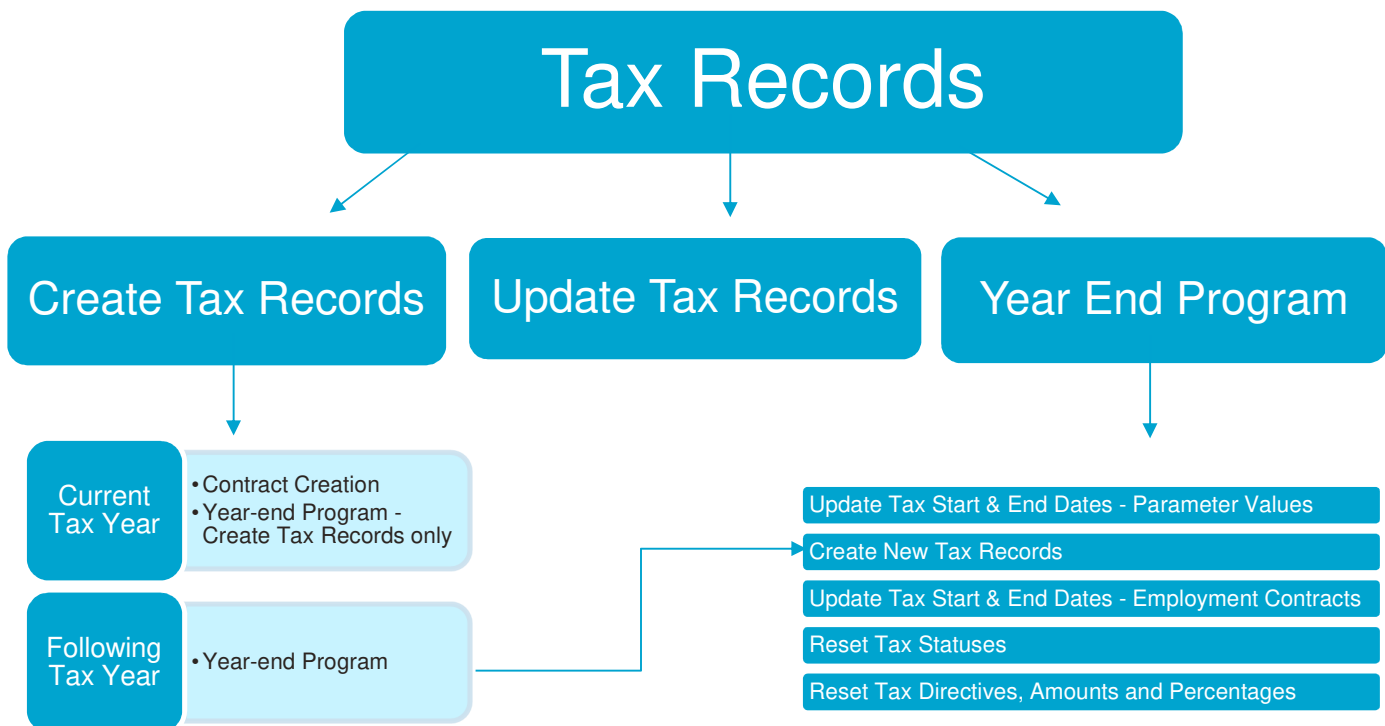 Tax Records
Create Tax Records
Update Tax Records
Year End Program
Current
Tax Year
• Contract Creation
• Year-end Program -
Create Tax Records only
Following
Tax Year
• Year-end Program
Update Tax Start & End Dates - Parameter Values
Create New Tax Records
Update Tax Start & End Dates - Employment Contracts
Reset Tax Statuses
Reset Tax Directives, Amounts and Percentages